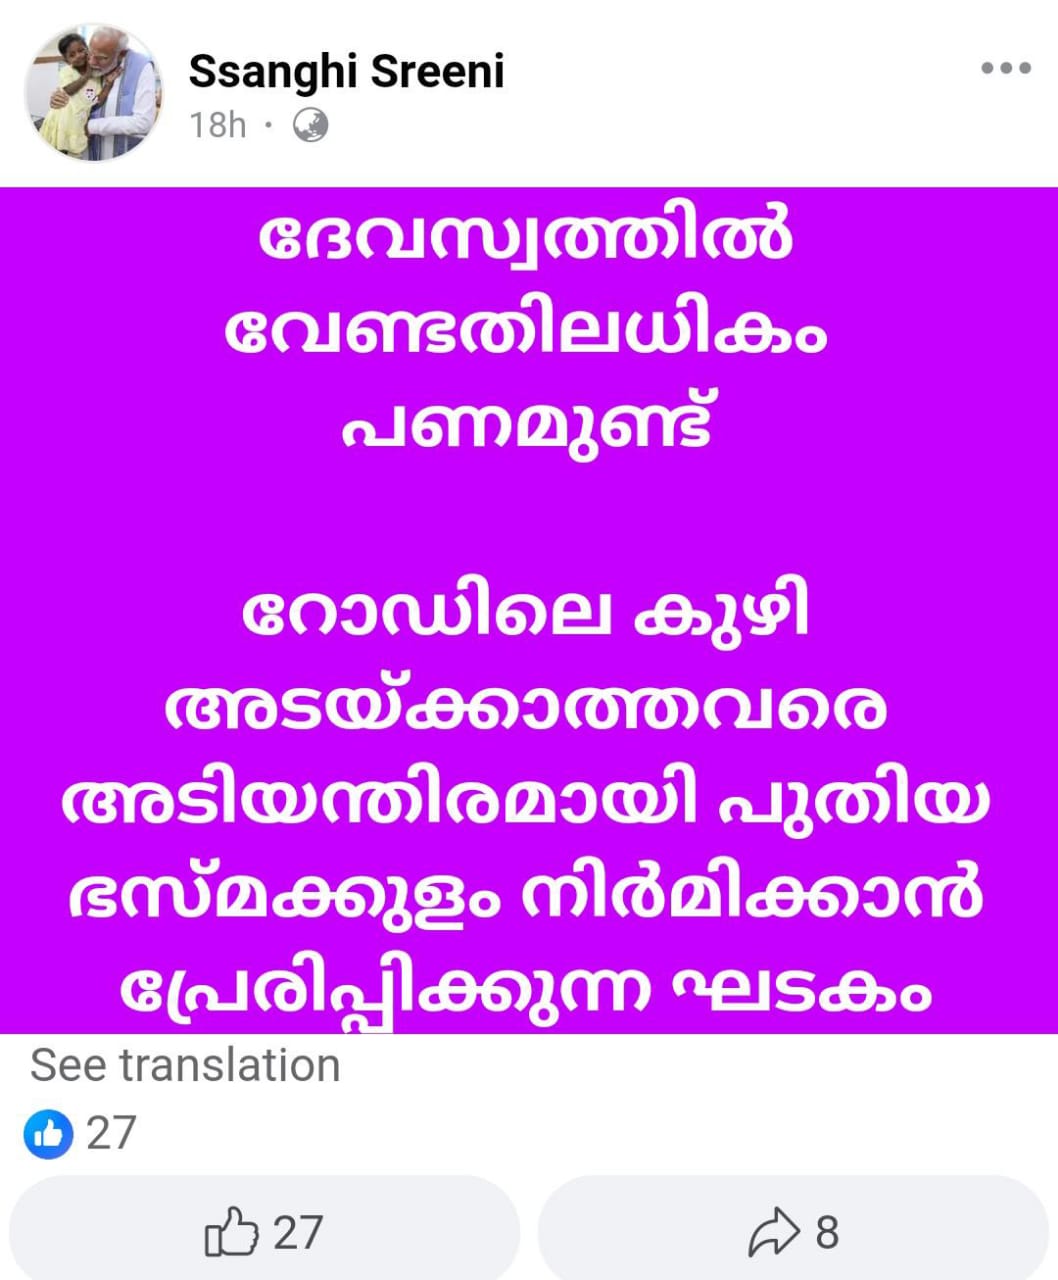 Ssanghi Sreeni
18h ·
ദേവസ്വത്തിൽ
വേണ്ടതിലധികം
പണമുണ്ട്
റോഡിലെ കുഴി
അടയ്ക്കാത്തവരെ
അടിയന്തിരമായി പുതിയ
ഭസ്മക്കുളം നിർമിക്കാൻ
പ്രേരിപ്പിക്കുന്ന ഘടകം
See translation
27
27
8